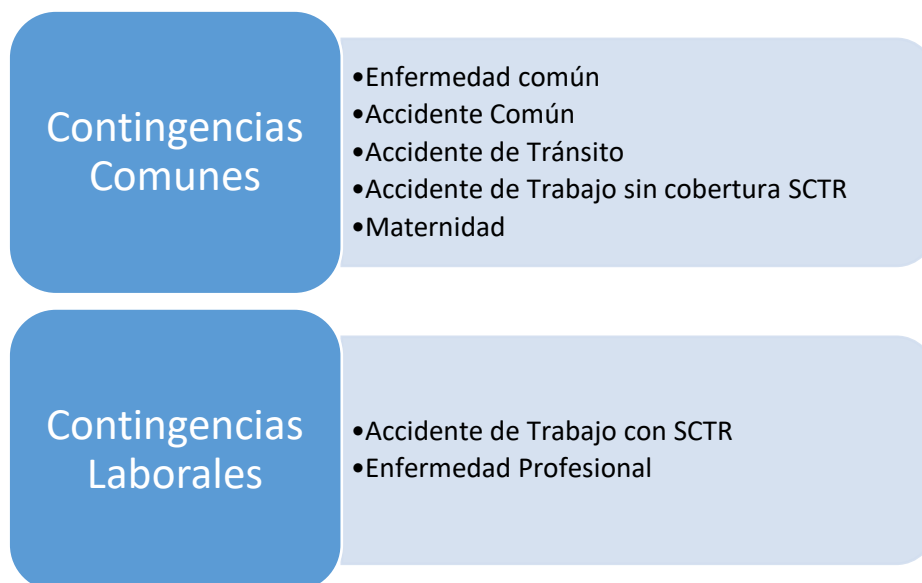 Contingencias
Comunes
•Enfermedad común
•Accidente Común
•Accidente de Tránsito
•Accidente de Trabajo sin cobertura SCTR
•Maternidad
Contingencias
Laborales
•Accidente de Trabajo con SCTR
•Enfermedad Profesional